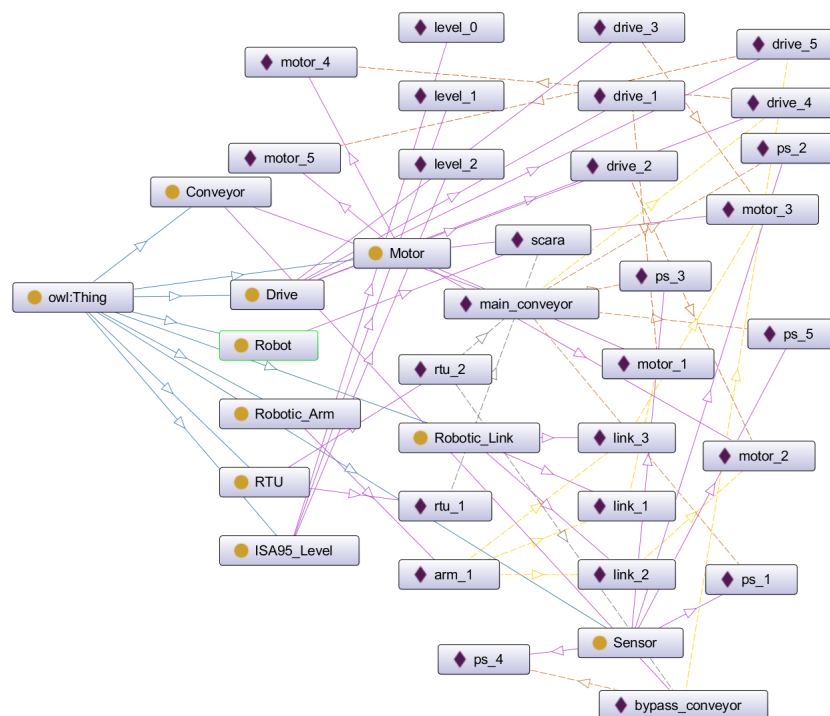 level_0
drive_3
drive_5
motor_4
level_1
drive_1
drive_4
motor_5
level_2
drive_2
ps_2
Conveyor
motor_3
scara
Motor
ps_3
owl:Thing
Drive
main_conveyor
ps_5
Robot
rtu_2
motor_1
Robotic_Arm
Robotic_Link
link_3
motor_2
RTU
rtu_1
link_1
ISA95_Level
arm_1
link_2
ps_1
Sensor
ps_4
bypass_conveyor